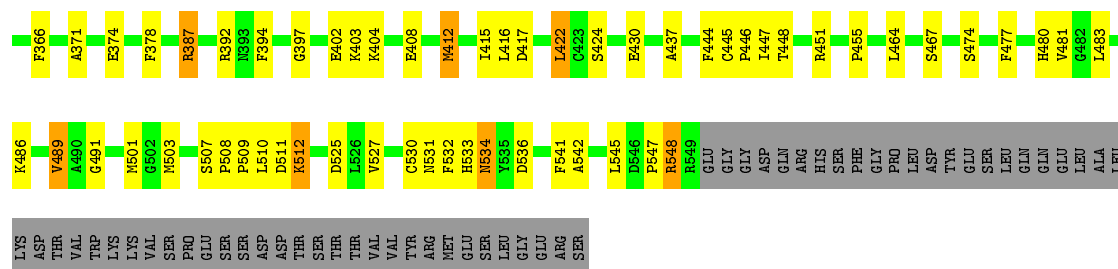 F366 A371 E374 F378 R387 R392 N393 F394 G397 E402 K403 K404 E408 M412 I415 L416 D417 L422 C423 S424 E430 A437 F444 C445 P446 I447 T448 R451 P455 L464 S467 S474 F477 H480 V481 G482 L483
K486 V489 A490 G491 M501 G502 M503 S507 P508 P509 L510 D511 K512 D525 L526 V527 C530 N531 F532 H533 N534 Y535 D536 F541 A542 L545 D546 P547 R548 R549 GLU GLY GLY ASP GLN ARG HIS SER PHE GLY PRO LEU ASP TYR GLU SER LEU GLN GLN GLU LEU ALA LEU
LYS ASP THR VAL TRP LYS LYS VAL SER PRO GLU SER SER ASP ASP THR SER THR THR VAL VAL TYR ARG MET GLU SER LEU GLY GLU ARG SER